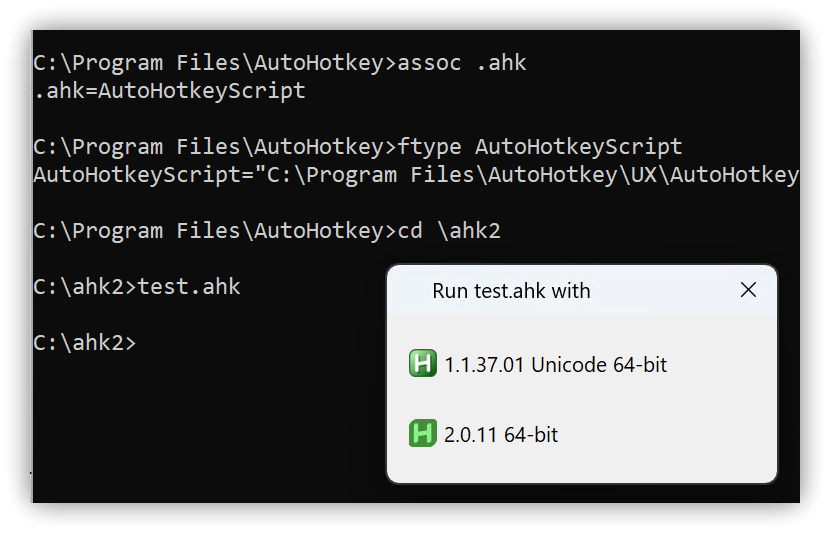 C:\Program Files\AutoHotkey>assoc .ahk
.ahk=AutoHotkeyScript
C:\Program Files\AutoHotkey>ftype AutoHotkeyScript
AutoHotkeyScript="C:\Program Files\AutoHotkey\UX\AutoHotkey
C:\Program Files\AutoHotkey>cd \ahk2
C:\ahk2>test.ahk
C:\ahk2>
Run test.ahk with
H 1.1.37.01 Unicode 64-bit
H 2.0.11 64-bit